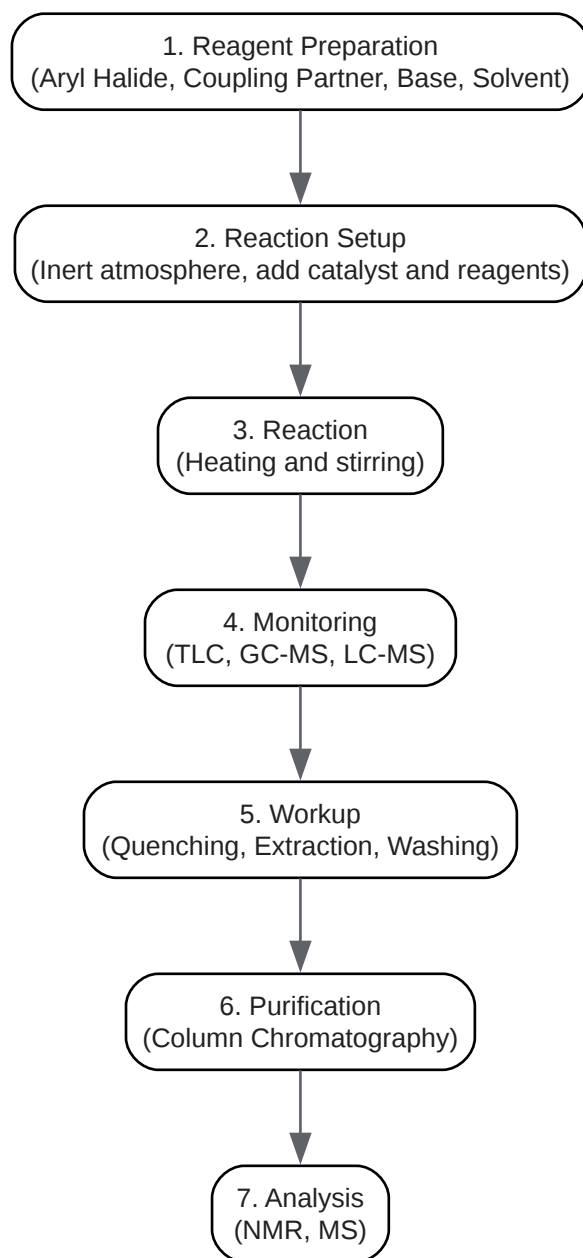 1. Reagent Preparation
(Aryl Halide, Coupling Partner, Base, Solvent)
2. Reaction Setup
(Inert atmosphere, add catalyst and reagents)
3. Reaction
(Heating and stirring)
4. Monitoring
(TLC, GC-MS, LC-MS)
5. Workup
(Quenching, Extraction, Washing)
6. Purification
(Column Chromatography)
7. Analysis
(NMR, MS)